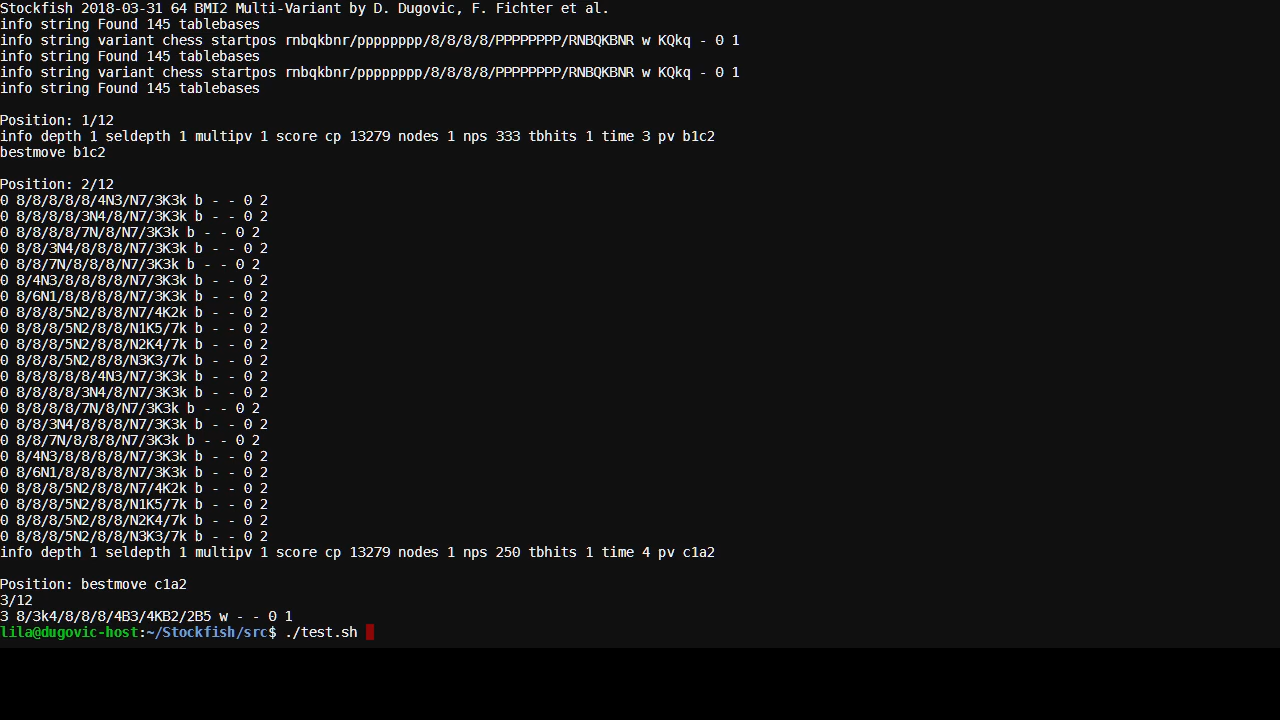 Stockfish 2018-03-31 64 BMI2 Multi-Variant by D. Dugovic, F. Fichter et al.
info string Found 145 tablebases
info string variant chess startpos rnbqkbnr/pppppppp/8/8/8/8/PPPPPPPP/RNBQKBNR w KQkq - 0 1
info string Found 145 tablebases
info string variant chess startpos rnbqkbnr/pppppppp/8/8/8/8/PPPPPPPP/RNBQKBNR w KQkq - 0 1
info string Found 145 tablebases
Position: 1/12
info depth 1 seldepth 1 multipv 1 score cp 13279 nodes 1 nps 333 tbhits 1 time 3 pv b1c2
bestmove b1c2
Position: 2/12
0 8/8/8/8/8/4N3/N7/3K3k b - - 0 2
0 8/8/8/8/3N4/8/N7/3K3k b - - 0 2
0 8/8/8/8/7N/8/N7/3K3k b - - 0 2
0 8/8/3N4/8/8/8/N7/3K3k b - - 0 2
0 8/8/7N/8/8/8/N7/3K3k b - - 0 2
0 8/4N3/8/8/8/8/N7/3K3k b - - 0 2
0 8/6N1/8/8/8/8/N7/3K3k b - - 0 2
0 8/8/8/5N2/8/8/N7/4K2k b - - 0 2
0 8/8/8/5N2/8/8/N1K5/7k b - - 0 2
0 8/8/8/5N2/8/8/N2K4/7k b - - 0 2
0 8/8/8/5N2/8/8/N3K3/7k b - - 0 2
0 8/8/8/8/8/4N3/N7/3K3k b - - 0 2
0 8/8/8/8/3N4/8/N7/3K3k b - - 0 2
0 8/8/8/8/7N/8/N7/3K3k b - - 0 2
0 8/8/3N4/8/8/8/N7/3K3k b - - 0 2
0 8/8/7N/8/8/8/N7/3K3k b - - 0 2
0 8/4N3/8/8/8/8/N7/3K3k b - - 0 2
0 8/6N1/8/8/8/8/N7/3K3k b - - 0 2
0 8/8/8/5N2/8/8/N7/4K2k b - - 0 2
0 8/8/8/5N2/8/8/N1K5/7k b - - 0 2
0 8/8/8/5N2/8/8/N2K4/7k b - - 0 2
0 8/8/8/5N2/8/8/N3K3/7k b - - 0 2
info depth 1 seldepth 1 multipv 1 score cp 13279 nodes 1 nps 250 tbhits 1 time 4 pv c1a2
Position: bestmove c1a2
3/12
3 8/3k4/8/8/8/4B3/4KB2/2B5 w - - 0 1
lila@dugovic-host:~/Stockfish/src$ ./test.sh